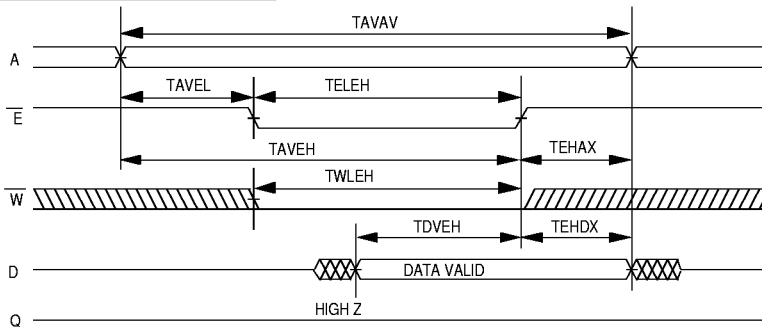 TAVAV
A
TAVEL TELEH
E
TAVEH TEHAX
TWLEH
W
TDVEH TEHDX
D DATA VALID
HIGH Z
Q